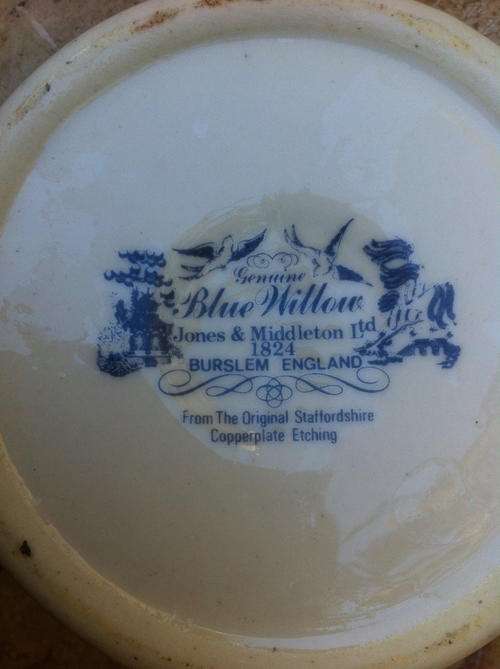 Genuine
Blue Willow
Jones & Middleton Ltd
1824
BURSLEM ENGLAND
From The Original Staffordshire
Copperplate Etching